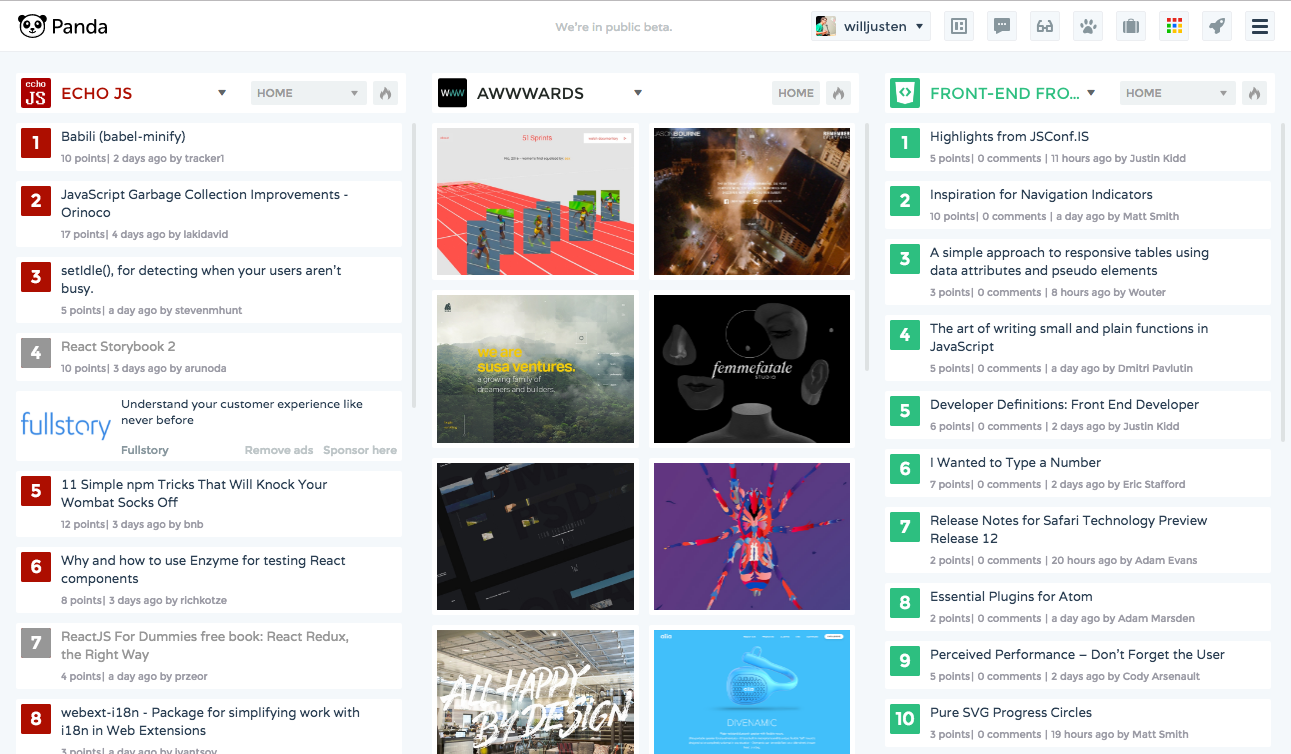 Panda
We're in public beta.
willjusten
echo
JS
ECHO JS
HOME
1
Babili (babel-minify)
10 points| 2 days ago by tracker1
2
JavaScript Garbage Collection Improvements -
Orinoco
17 points| 4 days ago by lakidavid
3
setIdle(), for detecting when your users aren't
busy.
5 points| a day ago by stevenmhunt
4
React Storybook 2
10 points| 3 days ago by arunoda
fullstory
Understand your customer experience like
never before
Fullstory
Remove ads
Sponsor here
5
11 Simple npm Tricks That Will Knock Your
Wombat Socks Off
12 points| 3 days ago by bnb
6
Why and how to use Enzyme for testing React
components
8 points| 3 days ago by richkotze
7
ReactJS For Dummies free book: React Redux,
the Right Way
4 points| a day ago by przeor
8
webext-i18n - Package for simplifying work with
i18n in Web Extensions
3 points| a day ago by lvantsov
WWW
AWWWARDS
HOME
51 Sprints
JASON BOURNE
we are
susa ventures.
a growing family of
dreamers and builders.
femmefatale
STUDIO
ALL HAPPY
BY DESIGN
DIVENAMIC
FRONT-END FRO...
HOME
1
Highlights from JSConf.IS
5 points| 0 comments | 11 hours ago by Justin Kidd
2
Inspiration for Navigation Indicators
10 points| 0 comments | a day ago by Matt Smith
3
A simple approach to responsive tables using
data attributes and pseudo elements
3 points| 0 comments | 8 hours ago by Wouter
4
The art of writing small and plain functions in
JavaScript
5 points| 0 comments | a day ago by Dmitri Pavlutin
5
Developer Definitions: Front End Developer
6 points| 0 comments | 2 days ago by Justin Kidd
6
I Wanted to Type a Number
7 points| 0 comments | 2 days ago by Eric Stafford
7
Release Notes for Safari Technology Preview
Release 12
2 points| 0 comments | 20 hours ago by Adam Evans
8
Essential Plugins for Atom
2 points| 0 comments | a day ago by Adam Marsden
9
Perceived Performance – Don't Forget the User
5 points| 0 comments | 2 days ago by Cody Arsenault
10
Pure SVG Progress Circles
3 points| 0 comments | 19 hours ago by Matt Smith